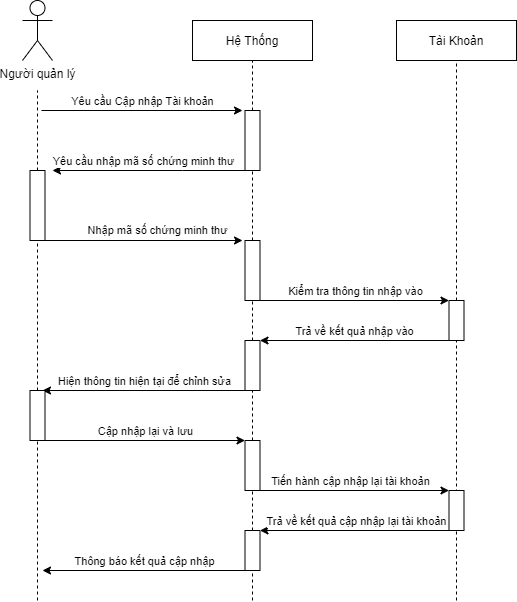 Hệ Thống
Tài Khoản
Người quản lý
Yêu cầu Cập nhập Tài khoản
Yêu cầu nhập mã số chứng minh thư
Nhập mã số chứng minh thư
Kiểm tra thông tin nhập vào
Trả về kết quả nhập vào
Hiện thông tin hiện tại để chỉnh sửa
Cập nhập lại và lưu
Tiến hành cập nhập lại tài khoản
Trả về kết quả cập nhập lại tài khoản
Thông báo kết quả cập nhập